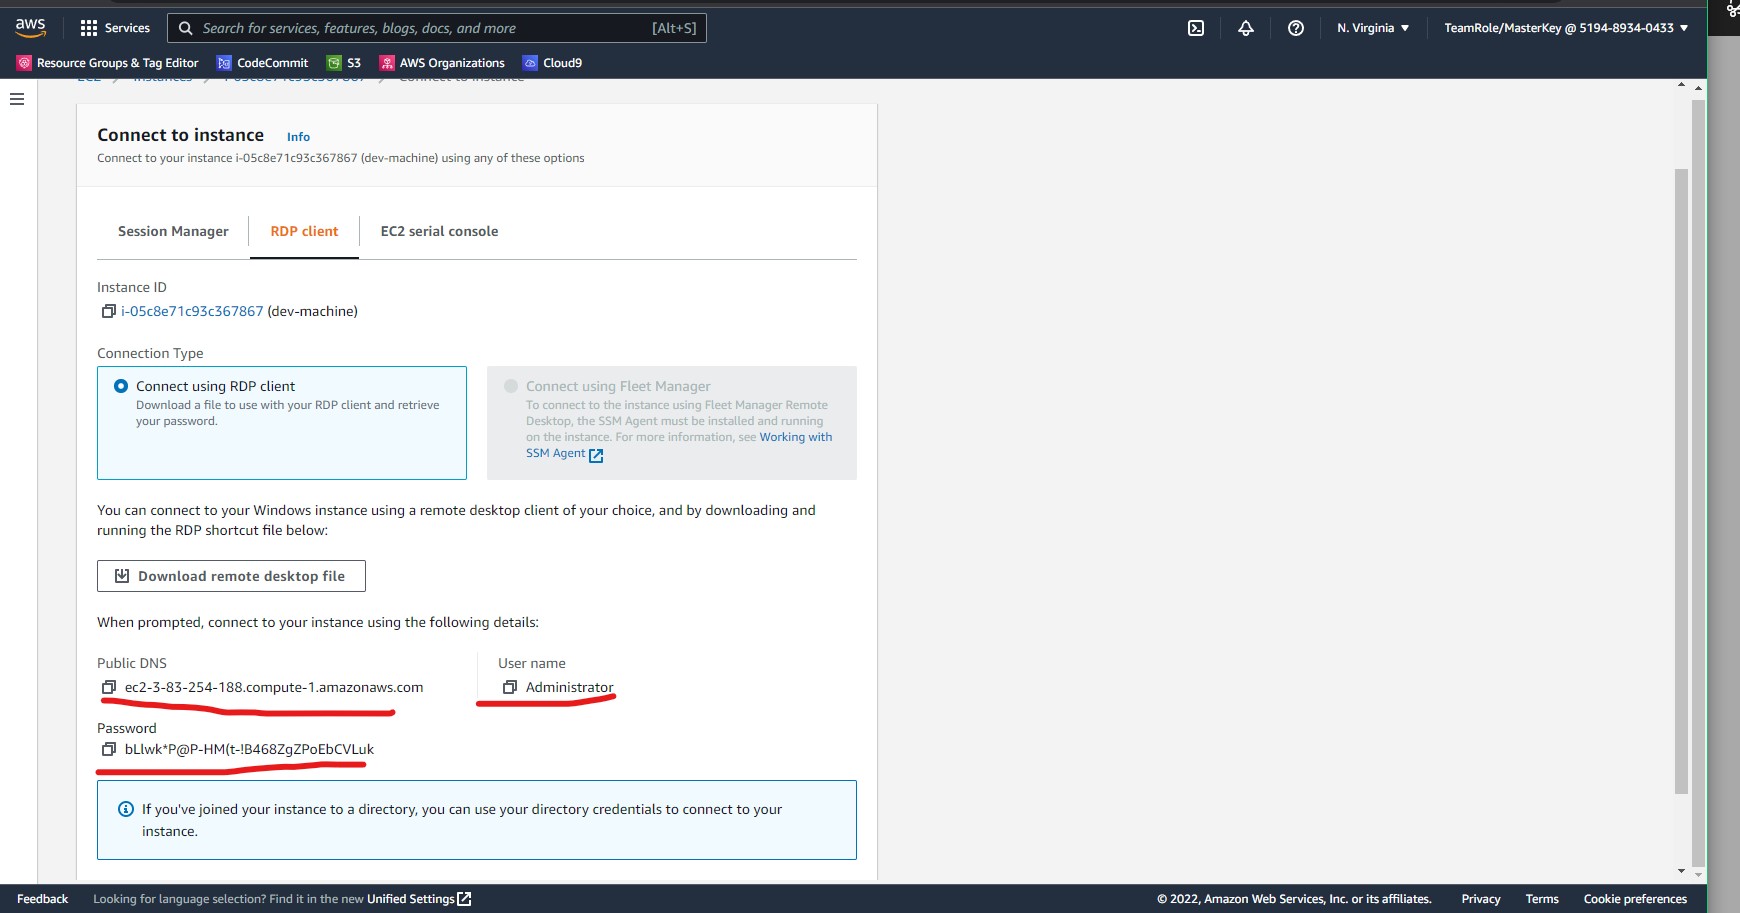 aws
Services
Search for services, features, blogs, docs, and more
[Alt+S]
N. Virginia
TeamRole/MasterKey @ 5194-8934-0433
Resource Groups & Tag Editor
CodeCommit
S3
AWS Organizations
Cloud9
Connect to instance
Info
Connect to your instance i-05c8e71c93c367867 (dev-machine) using any of these options
Session Manager
RDP client
EC2 serial console
Instance ID
i-05c8e71c93c367867 (dev-machine)
Connection Type
Connect using RDP client
Download a file to use with your RDP client and retrieve
your password.
Connect using Fleet Manager
To connect to the instance using Fleet Manager Remote
Desktop, the SSM Agent must be installed and running
on the instance. For more information, see Working with
SSM Agent
You can connect to your Windows instance using a remote desktop client of your choice, and by downloading and
running the RDP shortcut file below:
Download remote desktop file
When prompted, connect to your instance using the following details:
Public DNS
ec2-3-83-254-188.compute-1.amazonaws.com
User name
Administrator
Password
bLlwk*P@P-HM(t-!B468ZgZPoEbCVLuk
If you've joined your instance to a directory, you can use your directory credentials to connect to your
instance.
Feedback
Looking for language selection? Find it in the new Unified Settings
© 2022, Amazon Web Services, Inc. or its affiliates.
Privacy
Terms
Cookie preferences